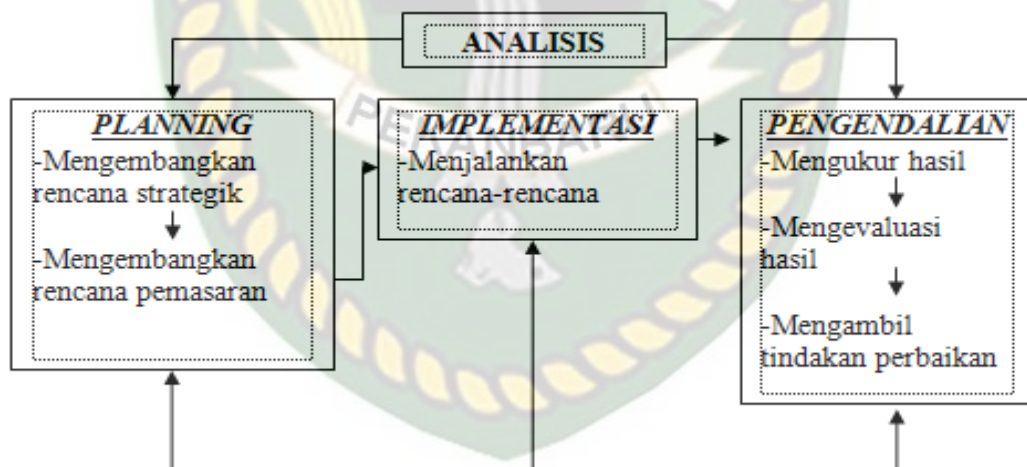 ANALISIS
PLANNING
-Mengembangkan
rencana strategik
-Mengembangkan
rencana pemasaran
IMPLEMENTASI
-Menjalankan
rencana-rencana
PENGENDALIAN
-Mengukur hasil
-Mengevaluasi
hasil
-Mengambil
tindakan perbaikan
PEKANBARU